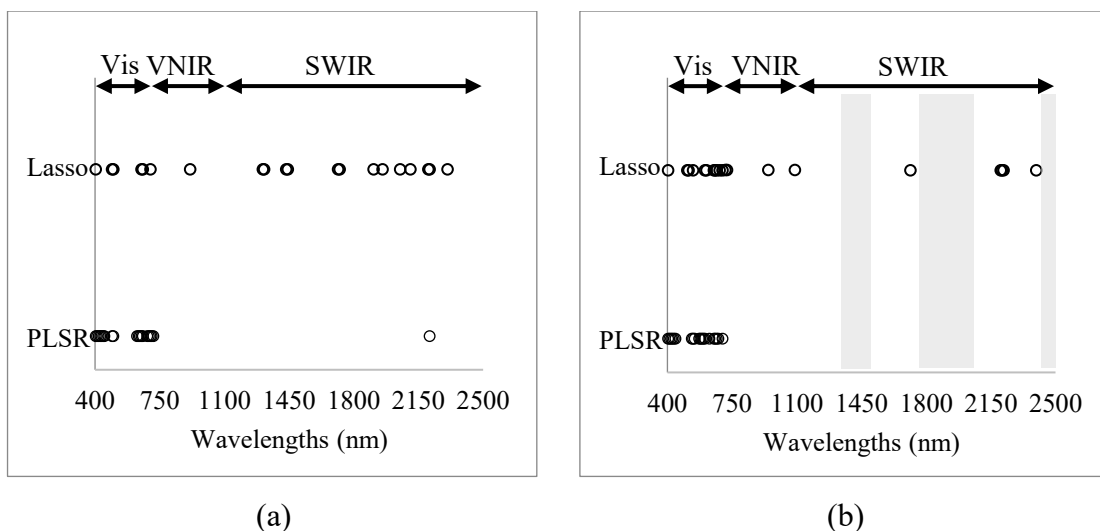 Vis VNIR SWIR
Lasso
PLSR
400 750 1100 1450 1800 2150 2500
Wavelengths (nm)
(a)
Vis VNIR SWIR
Lasso
PLSR
400 750 1100 1450 1800 2150 2500
Wavelengths (nm)
(b)